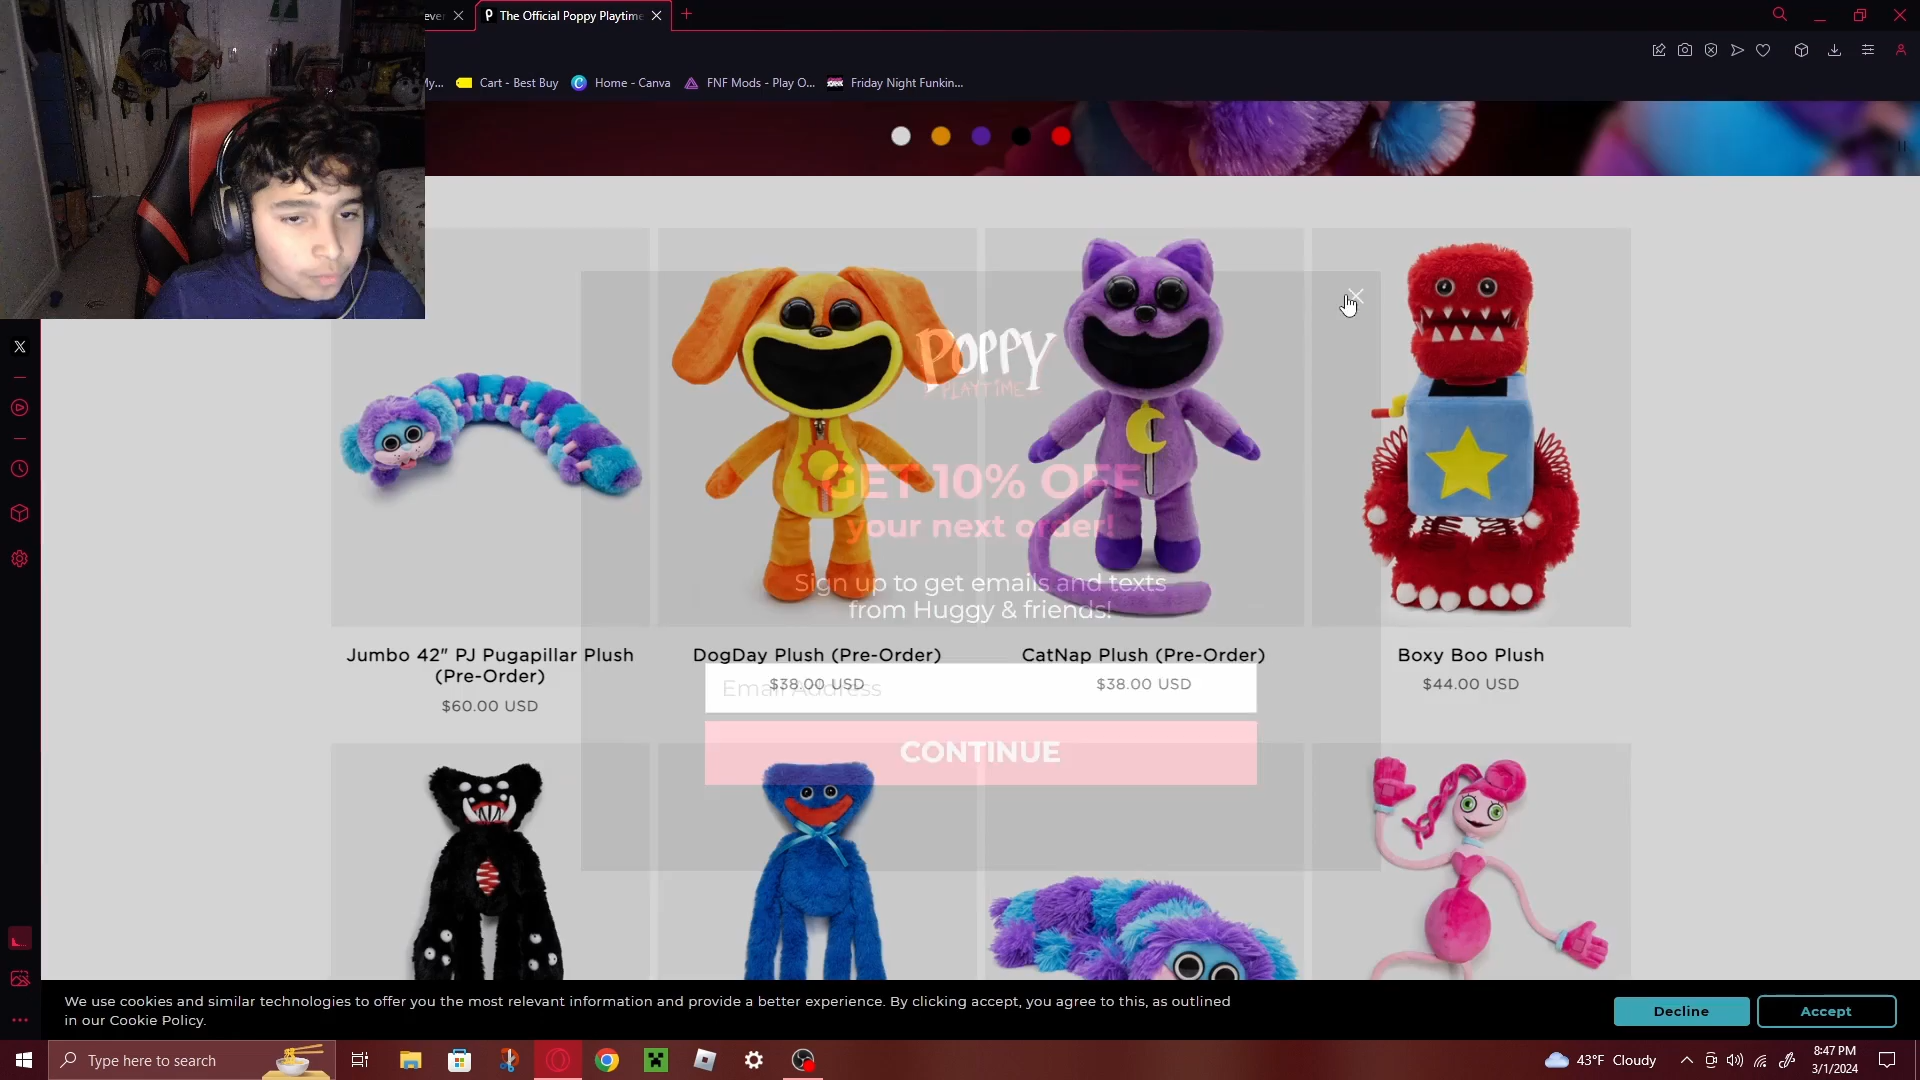 ever
The Official Poppy Playtime
My...
Cart - Best Buy
Home - Canva
FNF Mods - Play O...
Friday Night Funkin...
POPPY
PLAYTIME
GET 10% OFF
your next order!
Sign up to get emails and texts
from Huggy & friends!
Email Address
CONTINUE
Jumbo 42" PJ Pugapillar Plush
(Pre-Order)
$60.00 USD
DogDay Plush (Pre-Order)
$38.00 USD
CatNap Plush (Pre-Order)
$38.00 USD
Boxy Boo Plush
$44.00 USD
We use cookies and similar technologies to offer you the most relevant information and provide a better experience. By clicking accept, you agree to this, as outlined
in our Cookie Policy.
Decline
Accept
Type here to search
43°F Cloudy
8:47 PM
3/1/2024